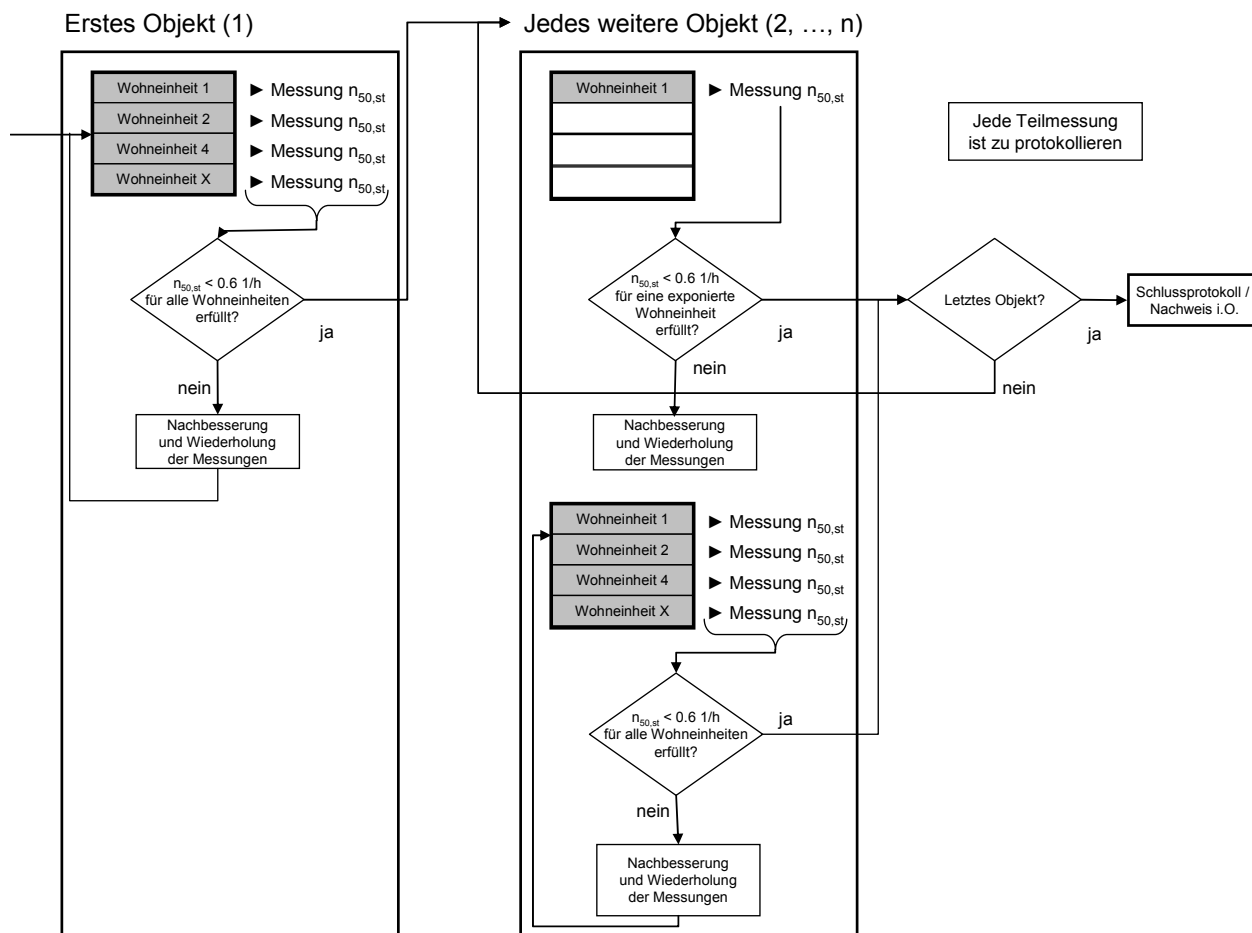 Erstes Objekt (1)
Wohneinheit 1
► Messung n50,st
Wohneinheit 2
► Messung n50,st
Wohneinheit 4
► Messung n50,st
Wohneinheit X
► Messung n50,st
n50,st < 0.6 1/h
für alle Wohneinheiten
erfüllt?
ja
nein
Nachbesserung
und Wiederholung
der Messungen
Jedes weitere Objekt (2, …, n)
Wohneinheit 1
► Messung n50,st
n50,st < 0.6 1/h
für eine exponierte
Wohneinheit
erfüllt?
ja
nein
Nachbesserung
und Wiederholung
der Messungen
Wohneinheit 1
► Messung n50,st
Wohneinheit 2
► Messung n50,st
Wohneinheit 4
► Messung n50,st
Wohneinheit X
► Messung n50,st
n50,st < 0.6 1/h
für alle Wohneinheiten
erfüllt?
ja
nein
Nachbesserung
und Wiederholung
der Messungen
Jede Teilmessung
ist zu protokollieren
Letztes Objekt?
ja
nein
Schlussprotokoll /
Nachweis i.O.